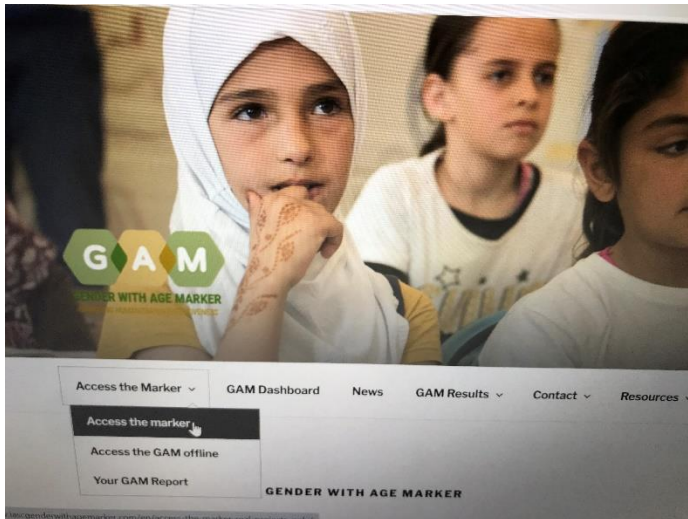 GAM
GENDER WITH AGE MARKER
Access the Marker
GAM Dashboard
News
GAM Results
Contact
Resources
Access the marker
Access the GAM offline
Your GAM Report
GENDER WITH AGE MARKER